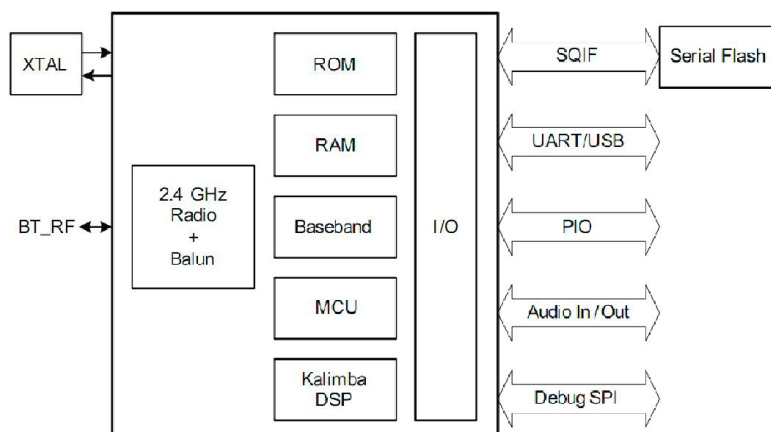 XTAL
BT_RF
2.4 GHz
Radio
+
Balun
ROM
RAM
Baseband
MCU
Kalimba
DSP
I/O
SQIF
UART/USB
PIO
Audio In/Out
Debug SPI
Serial Flash